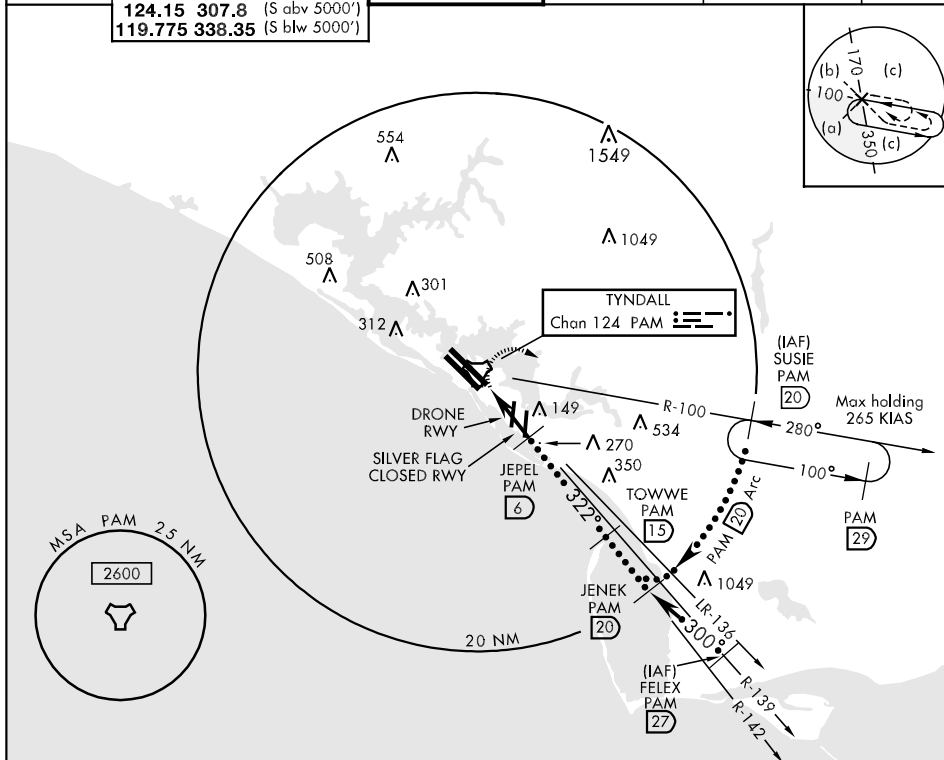 124.15 307.8 (S abv 5000')
119.775 338.35 (S blw 5000')
170
(b)
(c)
100
(a)
(c)
350
554
1549
1049
508
301
312
TYNDALL
Chan 124 PAM
(IAF)
SUSIE
PAM
20
Max holding
265 KIAS
R-100
280°
100°
PAM
29
149
534
DRONE
RWY
270
SILVER FLAG
CLOSED RWY
350
JEPEL
PAM
6
322°
TOWWE
PAM
15
PAM 20 Arc
1049
JENEK
PAM
20
LR-136
300°
20 NM
(IAF)
FELEX
PAM
27
R-139
R-142
MSA PAM 25 NM
2600